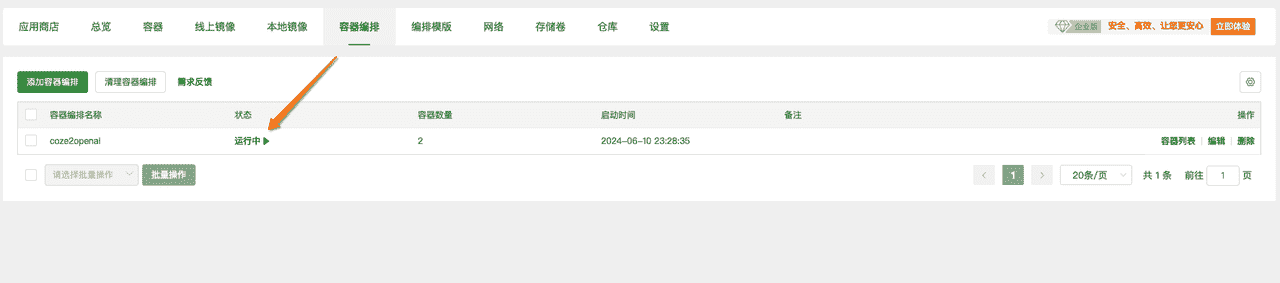 应用商店 总览 容器 线上镜像 本地镜像 容器编排 编排模版 网络 存储卷 仓库 设置 企业版 安全、高效、让您更安心 立即体验
添加容器编排 清理容器编排 需求反馈
容器编排名称 状态 容器数量 启动时间 备注 操作
coze2openai 运行中 2 2024-06-10 23:28:35 容器列表 编辑 删除
请选择批量操作 批量操作 1 20条/页 共 1 条 前往 1 页